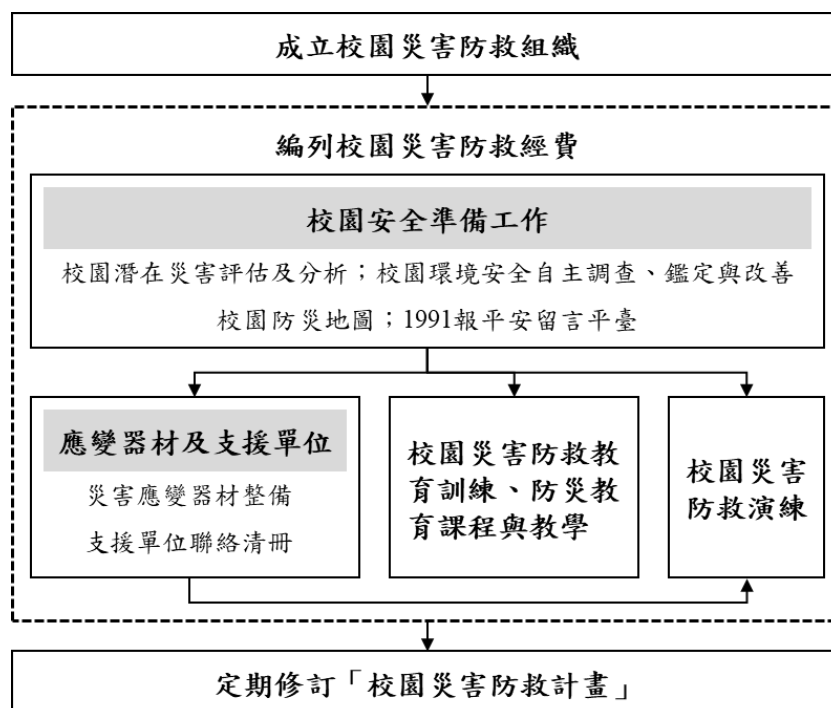 成立校園災害防救組織
編列校園災害防救經費
校園安全準備工作
校園潛在災害評估及分析；校園環境安全自主調查、鑑定與改善
校園防災地圖；1991報平安留言平臺
應變器材及支援單位
災害應變器材整備
支援單位聯絡清冊
校園災害防救教
育訓練、防災教
育課程與教學
校園災害
防救演練
定期修訂「校園災害防救計畫」